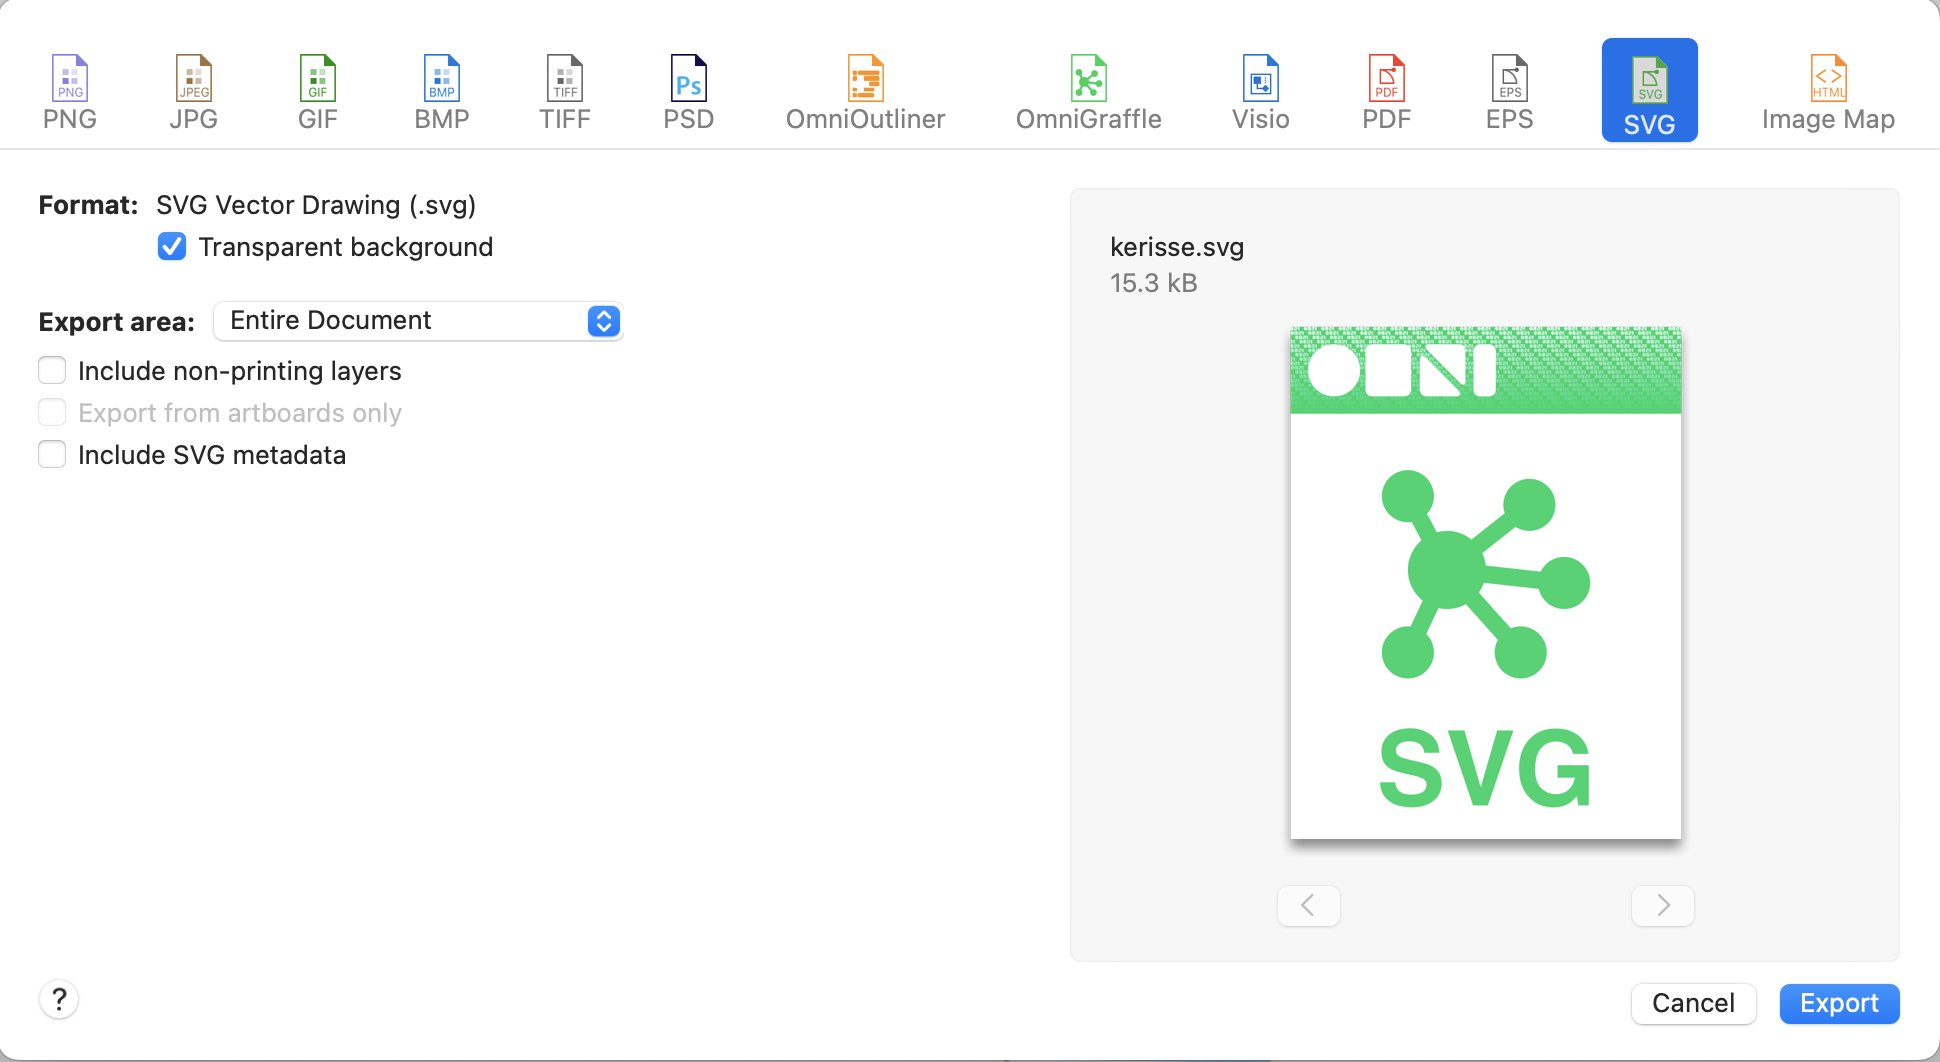 PNG JPEG GIF BMP TIFF Ps PDF EPS SVG HTML
PNG JPG GIF BMP TIFF PSD OmniOutliner OmniGraffle Visio PDF EPS SVG Image Map
Format: SVG Vector Drawing (.svg)
Transparent background
Export area: Entire Document
Include non-printing layers
Export from artboards only
Include SVG metadata
kerisse.svg
15.3 kB
OMNI
SVG
?
Cancel Export